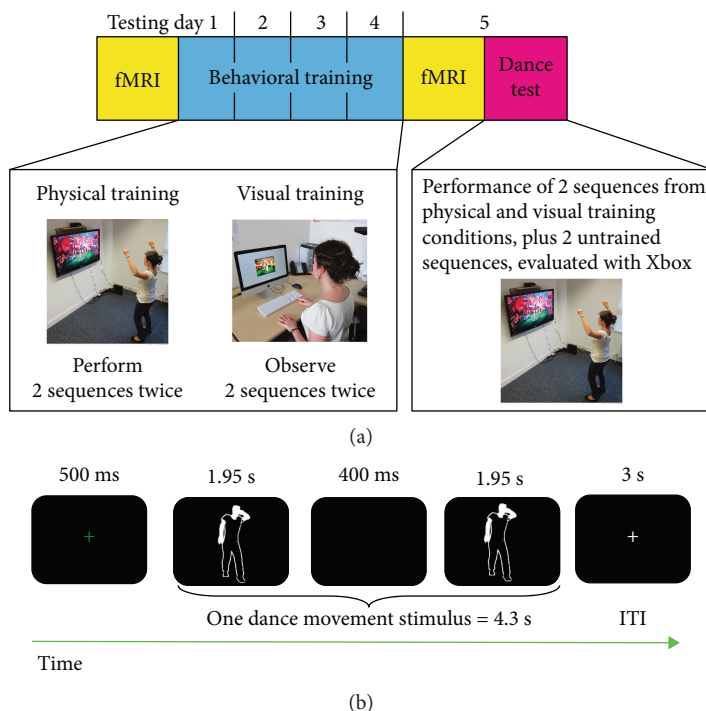 Testing day 1 2 3 4 5
fMRI
Behavioral training
fMRI
Dance
test
Physical training
Visual training
Perform
2 sequences twice
Observe
2 sequences twice
Performance of 2 sequences from
physical and visual training
conditions, plus 2 untrained
sequences, evaluated with Xbox
(a)
500 ms
1.95 s
400 ms
1.95 s
3 s
One dance movement stimulus = 4.3 s
ITI
Time
(b)